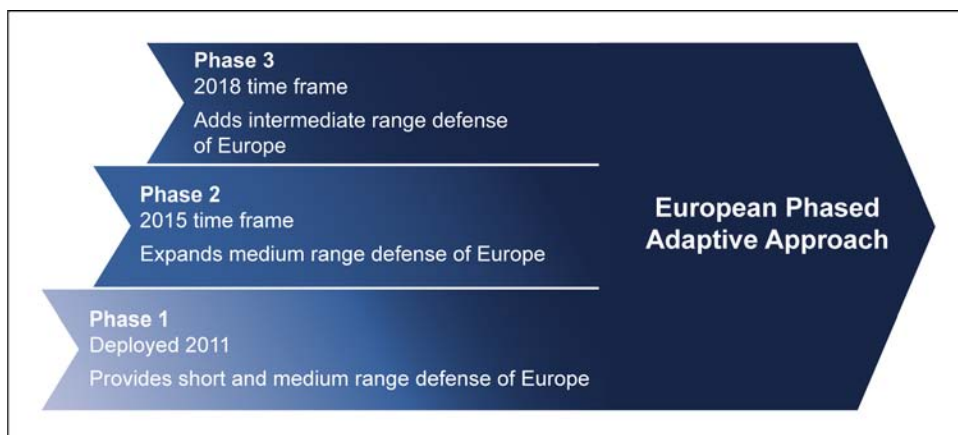 Phase 3
2018 time frame
Adds intermediate range defense
of Europe
Phase 2
2015 time frame
Expands medium range defense of Europe
Phase 1
Deployed 2011
Provides short and medium range defense of Europe
European Phased
Adaptive Approach